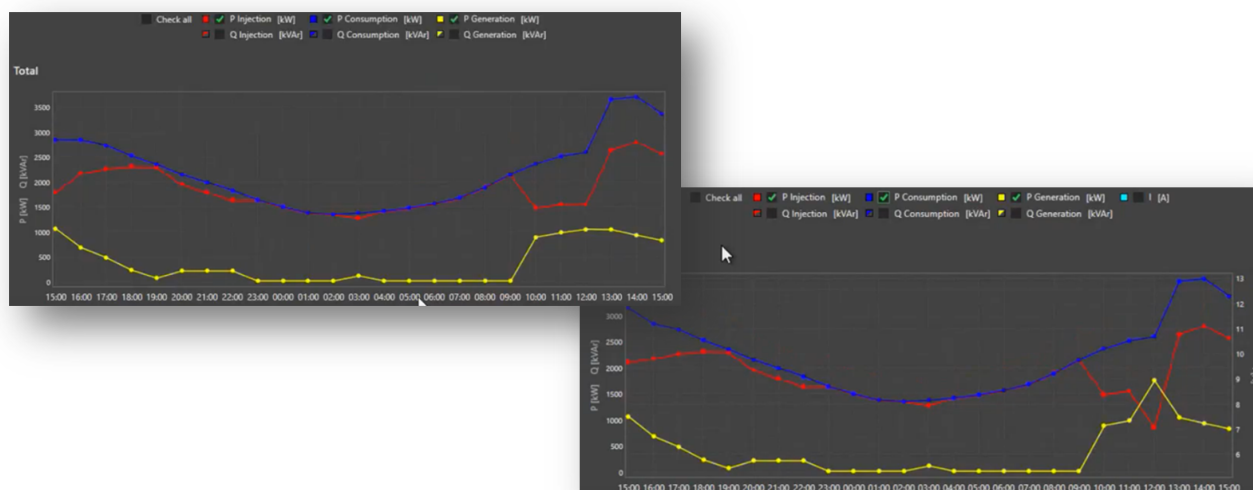 Check all P Injection [kW] P Consumption [kW] P Generation [kW]
Q Injection [kVAr] Q Consumption [kVAr] Q Generation [kVAr]
Total
P [kW] Q [kVAr]
3500
3000
2500
2000
1500
1000
500
0
15:00 16:00 17:00 18:00 19:00 20:00 21:00 22:00 23:00 00:00 01:00 02:00 03:00 04:00 05:00 06:00 07:00 08:00 09:00 10:00 11:00 12:00 13:00 14:00 15:00
Check all P Injection [kW] P Consumption [kW] P Generation [kW] I [A]
Q Injection [kVAr] Q Consumption [kVAr] Q Generation [kVAr]
P [kW] Q [kVAr]
3000
2500
2000
1500
1000
500
0
13
12
11
10
9
8
7
6
15:00 16:00 17:00 18:00 19:00 20:00 21:00 22:00 23:00 00:00 01:00 02:00 03:00 04:00 05:00 06:00 07:00 08:00 09:00 10:00 11:00 12:00 13:00 14:00 15:00